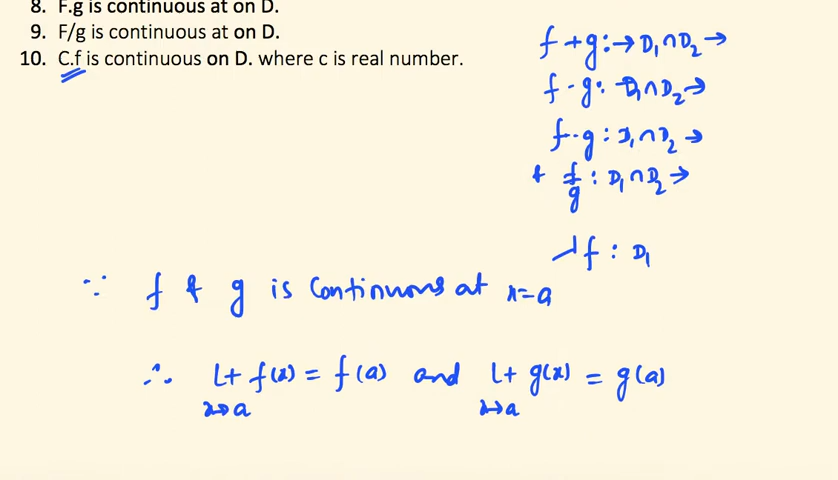 8. F.g is continuous at on D.
9. F/g is continuous at on D.
10. C.f is continuous on D. where c is real number.
f+g:→ D₁∩D₂ →
f-g: D₁∩D₂ →
f·g : D₁∩D₂ →
& f/g : D₁∩D₂ →
λf : D₁
∵ f & g is Continuous at x=a
∴ Lt f(x) = f(a) and Lt g(x) = g(a)
x→a x→a